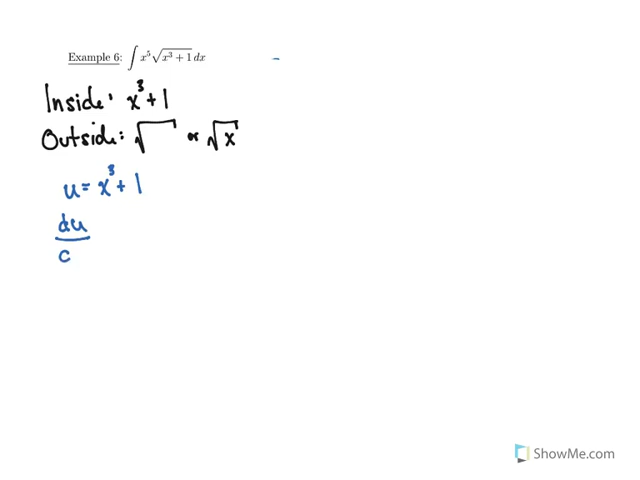 Example 6: ∫ x⁵√(x³ + 1) dx
Inside: x³ + 1
Outside: √ or √x
u = x³ + 1
du
c
ShowMe.com